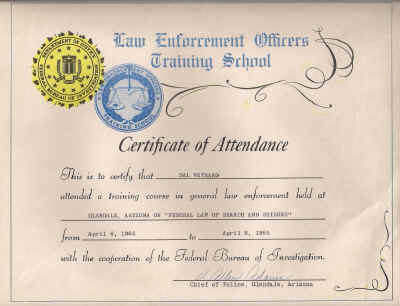 Law Enforcement Officers
Training School
Certificate of Attendance
This is to certify that
attended a training course in general law enforcement held at
GLENDALE, ARIZONA ON "FEDERAL LAW OF SEARCH AND SEIZURE"
from April 6, 1965 to April 8, 1965
with the cooperation of the Federal Bureau of Investigation.
Chief of Police, Glendale, Arizona